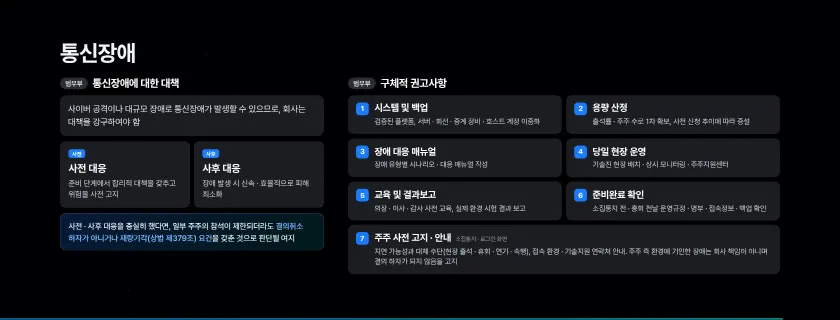 통신장애
법무부 통신장애에 대한 대책
사이버 공격이나 대규모 장애로 통신장애가 발생할 수 있으므로, 회사는
대책을 강구하여야 함
사전
사전 대응
준비 단계에서 합리적 대책을 갖추고
위험을 사전 고지
사후
사후 대응
장애 발생 시 신속 · 효율적으로 피해
최소화
사전 · 사후 대응을 충실히 했다면, 일부 주주의 참석이 제한되더라도 결의취소
하자가 아니거나 재량기각(상법 제379조) 요건을 갖춘 것으로 판단될 여지
법무부 구체적 권고사항
1 시스템 및 백업
검증된 플랫폼, 서버 · 회선 · 중계 장비 · 호스트 계정 이중화
2 용량 산정
출석률 · 주주 수로 1차 확보, 사전 신청 추이에 따라 증설
3 장애 대응 매뉴얼
장애 유형별 시나리오 · 대응 매뉴얼 작성
4 당일 현장 운영
기술진 현장 배치 · 상시 모니터링 · 주주지원센터
5 교육 및 결과보고
의장 · 이사 · 감사 사전 교육, 실제 환경 시험 결과 보고
6 준비완료 확인
소집통지 전 · 총회 전날 운영규정 · 명부 · 접속정보 · 백업 확인
7 주주 사전 고지 · 안내 소집통지 · 로그인 화면
지연 가능성과 대체 수단(현장 출석 · 휴회 · 연기 · 속행), 접속 환경 · 기술지원 연락처 안내. 주주 측 환경에 기인한 장애는 회사 책임이 아니며
결의 하자가 되지 않음을 고지